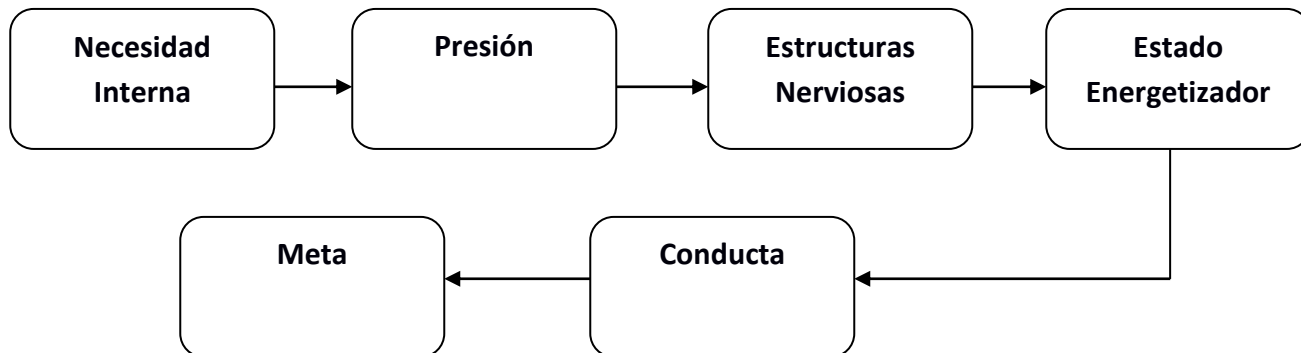 Necesidad
Interna
Presión
Estructuras
Nerviosas
Estado
Energetizador
Conducta
Meta